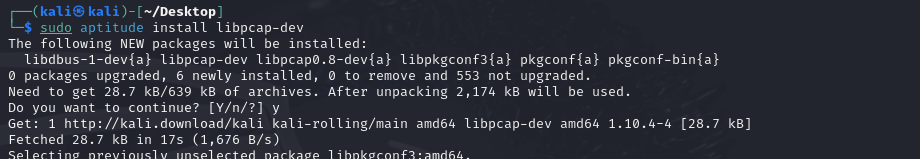 ┌──(kali㉿kali)-[~/Desktop]
└─$ sudo aptitude install libpcap-dev
The following NEW packages will be installed:
  libdbus-1-dev{a} libpcap-dev libpcap0.8-dev{a} libpkgconf3{a} pkgconf{a} pkgconf-bin{a}
0 packages upgraded, 6 newly installed, 0 to remove and 553 not upgraded.
Need to get 28.7 kB/639 kB of archives. After unpacking 2,174 kB will be used.
Do you want to continue? [Y/n/?] y
Get: 1 http://kali.download/kali kali-rolling/main amd64 libpcap-dev amd64 1.10.4-4 [28.7 kB]
Fetched 28.7 kB in 17s (1,676 B/s)
Selecting previously unselected package libpkgconf3:amd64.